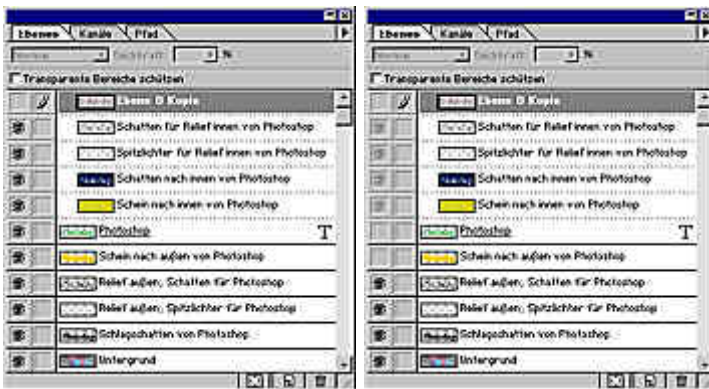 Ebenen Kanäle Pfad
Deckkraft: %
Transparente Bereiche schützen
Ebene 0 Kopie
Schatten für Relief innen von Photoshop
Spitzlichter für Relief innen von Photoshop
Schatten nach innen von Photoshop
Schein nach innen von Photoshop
Photoshop T
Schein nach außen von Photoshop
Relief außen; Schatten für Photoshop
Relief außen; Spitzlichter für Photoshop
Schlagschatten von Photoshop
Untergrund
Ebenen Kanäle Pfad
Deckkraft: %
Transparente Bereiche schützen
Ebene 0 Kopie
Schatten für Relief innen von Photoshop
Spitzlichter für Relief innen von Photoshop
Schatten nach innen von Photoshop
Schein nach innen von Photoshop
Photoshop T
Schein nach außen von Photoshop
Relief außen; Schatten für Photoshop
Relief außen; Spitzlichter für Photoshop
Schlagschatten von Photoshop
Untergrund